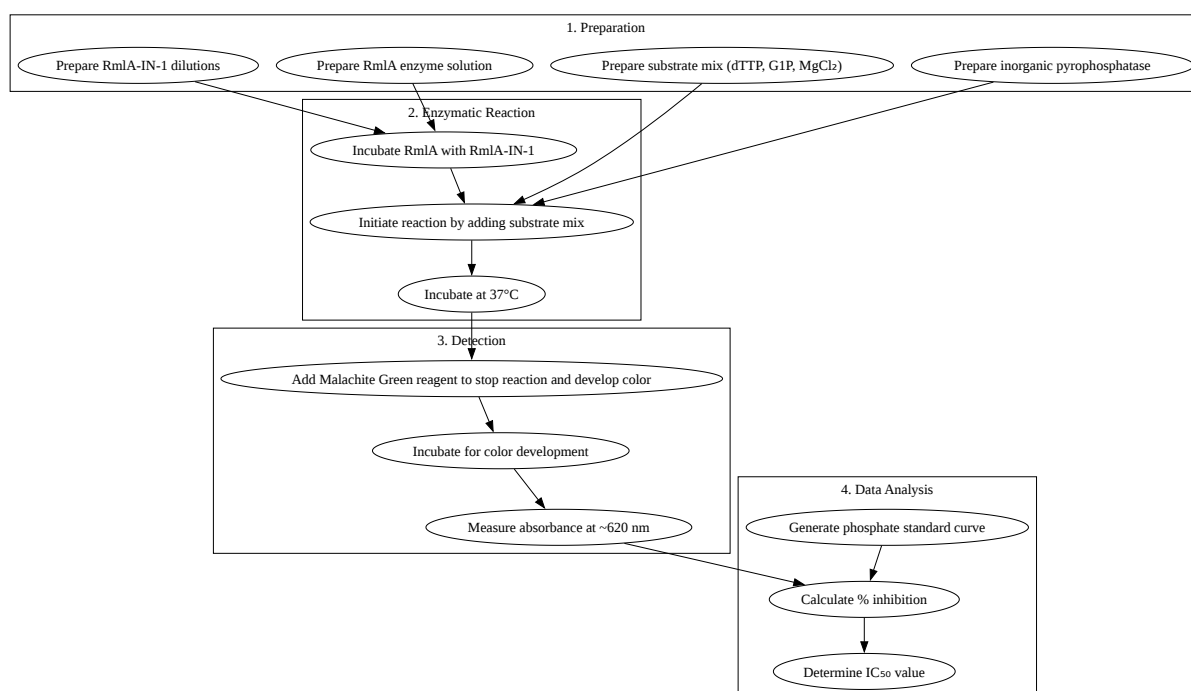 1. Preparation
Prepare RmlA-IN-1 dilutions
Prepare RmlA enzyme solution
Prepare substrate mix (dTTP, G1P, MgCl₂)
Prepare inorganic pyrophosphatase
2. Enzymatic Reaction
Incubate RmlA with RmlA-IN-1
Initiate reaction by adding substrate mix
Incubate at 37°C
3. Detection
Add Malachite Green reagent to stop reaction and develop color
Incubate for color development
Measure absorbance at ~620 nm
4. Data Analysis
Generate phosphate standard curve
Calculate % inhibition
Determine IC₅₀ value